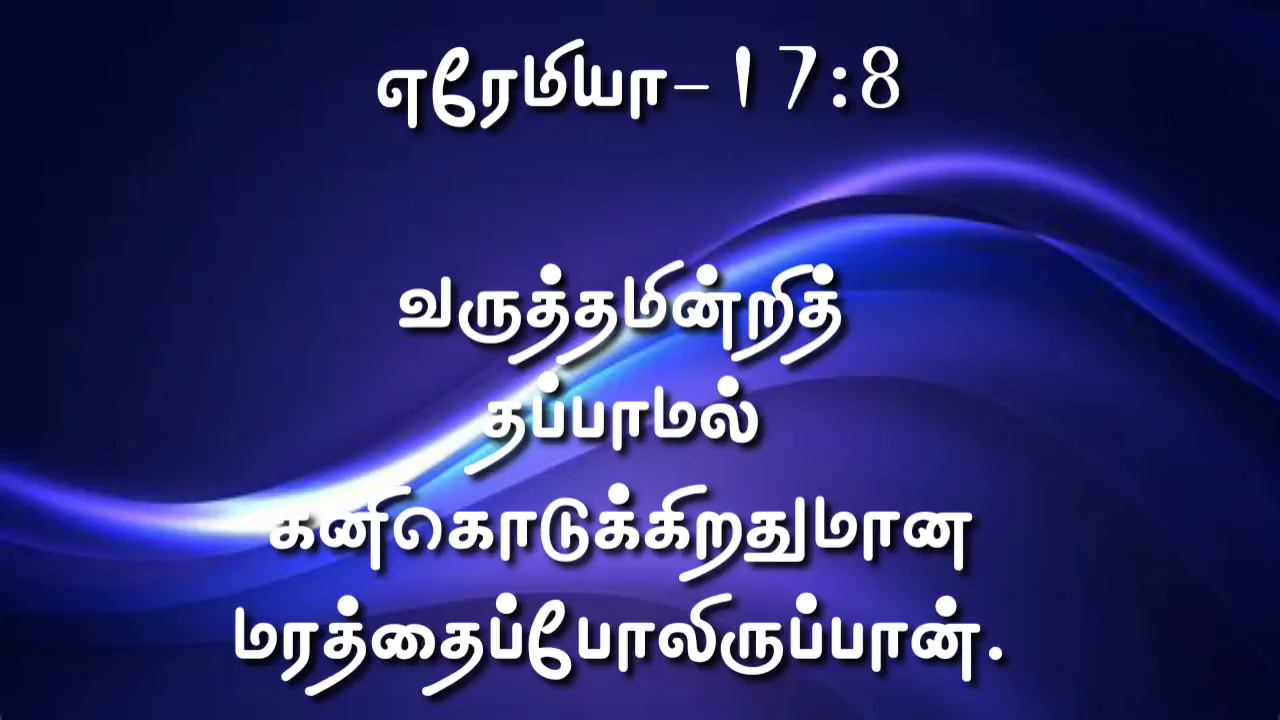 எரேமியா-17:8
வருத்தமின்றித்
தப்பாமல்
கனிகொடுக்கிறதுமான
மரத்தைப்போலிருப்பான்.